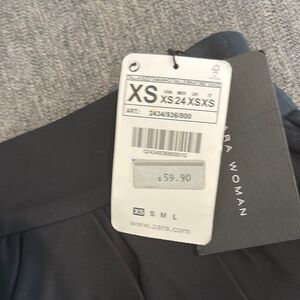 XS
USA MEX UK IT
XS 24 XS XS
ART. 2434/936/800
02434936800010
$ 59.90
XS S M L
www.zara.com
ZARA WOMAN